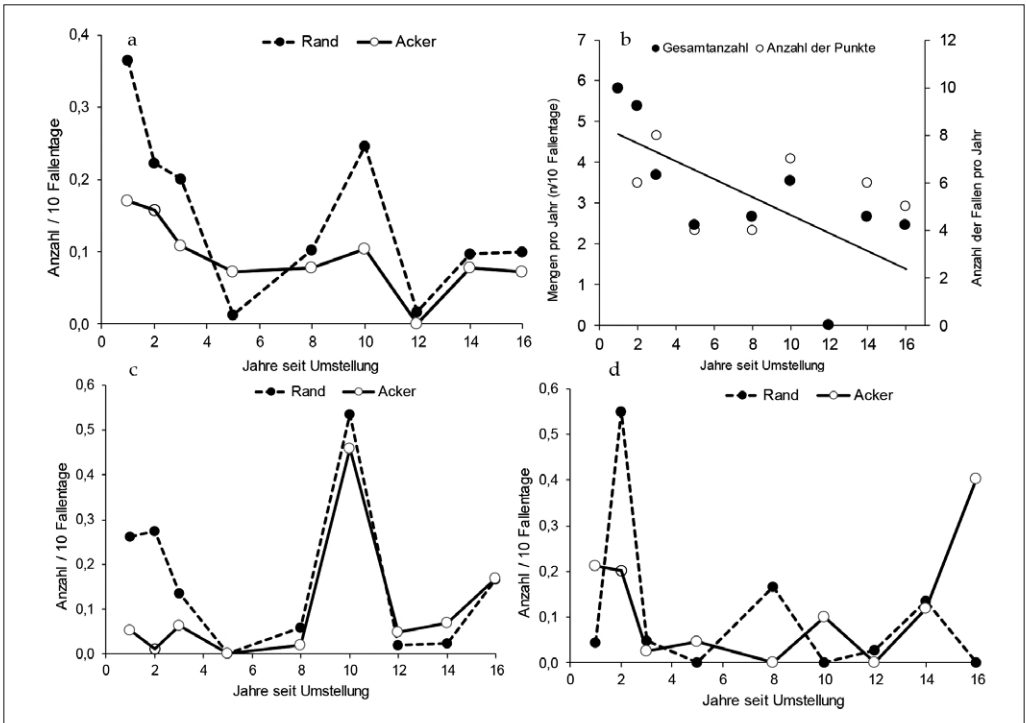 a
Rand Acker
Anzahl / 10 Fallentage
0,4
0,3
0,2
0,1
0,0
0 2 4 6 8 10 12 14 16
Jahre seit Umstellung
b
Gesamtanzahl Anzahl der Punkte
Mengen pro Jahr (n/10 Fallentage)
7
6
5
4
3
2
1
0
12
10
8
6
4
2
0
Anzahl der Fallen pro Jahr
0 2 4 6 8 10 12 14 16
Jahre seit Umstellung
c
Rand Acker
Anzahl / 10 Fallentage
0,6
0,5
0,4
0,3
0,2
0,1
0,0
0 2 4 6 8 10 12 14 16
Jahre seit Umstellung
d
Rand Acker
Anzahl / 10 Fallentage
0,6
0,5
0,4
0,3
0,2
0,1
0,0
0 2 4 6 8 10 12 14 16
Jahre seit Umstellung